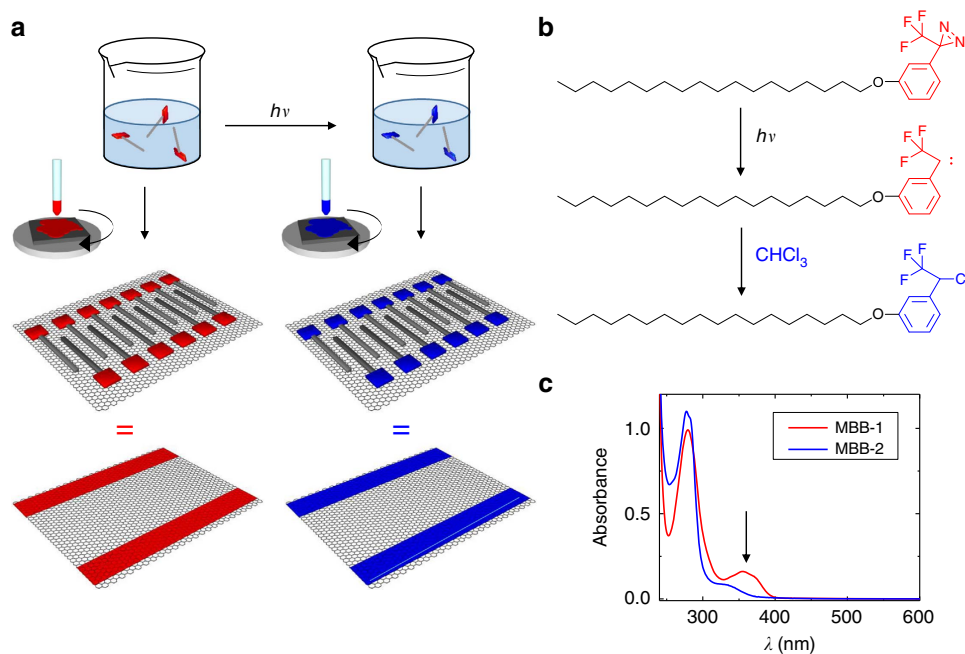 a
hν
=
=
b
F
F
F
N
N
O
hν
F
F
F
:
O
CHCl3
F
F
F
C
O
c
Absorbance
1.0
0.5
0.0
MBB-1
MBB-2
300
400
500
600
λ (nm)